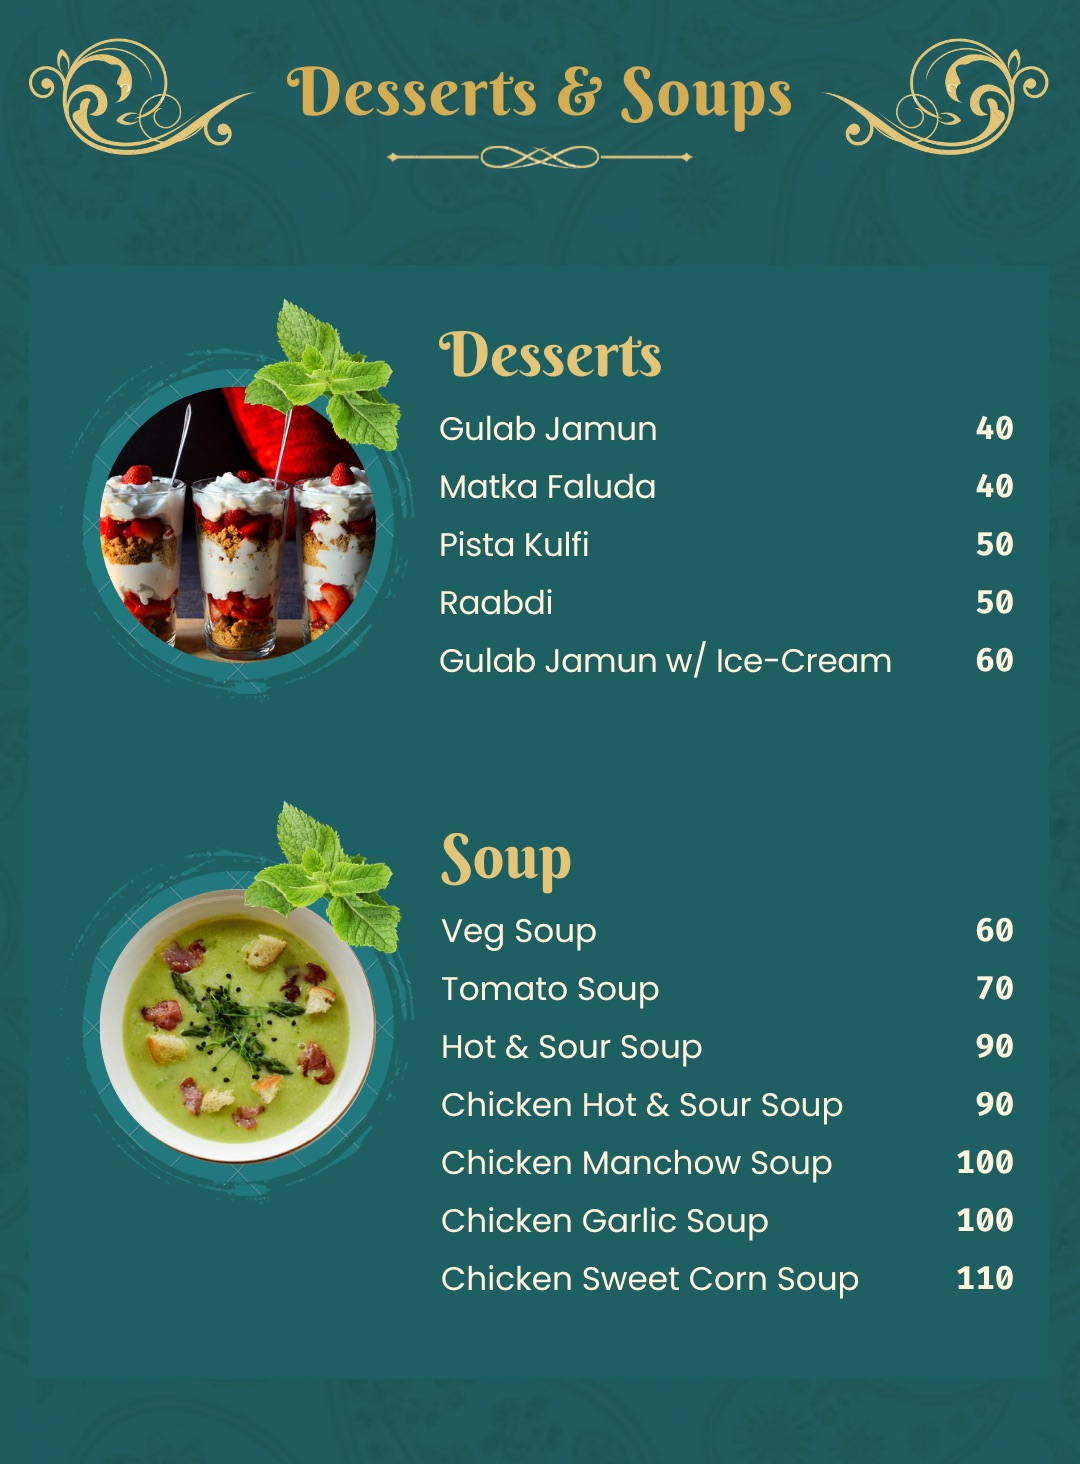 Desserts & Soups
Desserts
Gulab Jamun 40
Matka Faluda 40
Pista Kulfi 50
Raabdi 50
Gulab Jamun w/ Ice-Cream 60
Soup
Veg Soup 60
Tomato Soup 70
Hot & Sour Soup 90
Chicken Hot & Sour Soup 90
Chicken Manchow Soup 100
Chicken Garlic Soup 100
Chicken Sweet Corn Soup 110